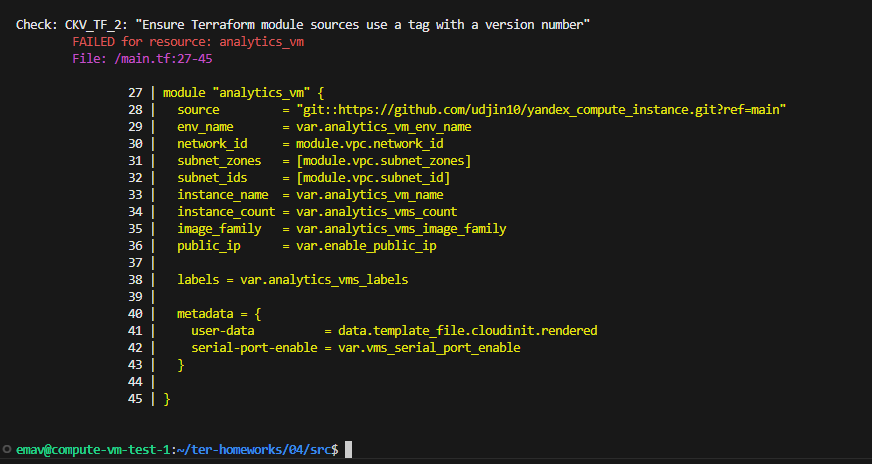 Check: CKV_TF_2: "Ensure Terraform module sources use a tag with a version number"
FAILED for resource: analytics_vm
File: /main.tf:27-45
27 | module "analytics_vm" {
28 |   source         = "git::https://github.com/udjin10/yandex_compute_instance.git?ref=main"
29 |   env_name       = var.analytics_vm_env_name
30 |   network_id     = module.vpc.network_id
31 |   subnet_zones   = [module.vpc.subnet_zones]
32 |   subnet_ids     = [module.vpc.subnet_id]
33 |   instance_name  = var.analytics_vm_name
34 |   instance_count = var.analytics_vms_count
35 |   image_family   = var.analytics_vms_image_family
36 |   public_ip      = var.enable_public_ip
37 |
38 |   labels = var.analytics_vms_labels
39 |
40 |   metadata = {
41 |     user-data          = data.template_file.cloudinit.rendered
42 |     serial-port-enable = var.vms_serial_port_enable
43 |   }
44 |
45 | }
emav@compute-vm-test-1:~/ter-homeworks/04/src$